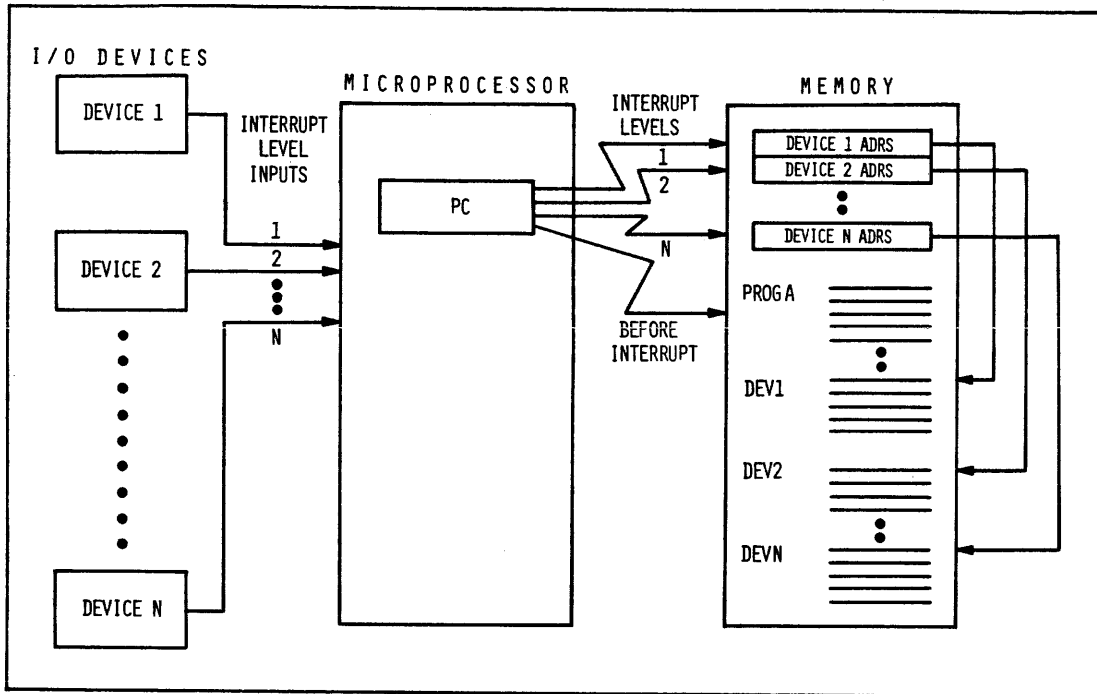 I/O DEVICES
DEVICE 1
DEVICE 2
DEVICE N
INTERRUPT
LEVEL
INPUTS
1
2
N
MICROPROCESSOR
PC
INTERRUPT
LEVELS
1
2
N
BEFORE
INTERRUPT
MEMORY
DEVICE 1 ADRS
DEVICE 2 ADRS
DEVICE N ADRS
PROG A
DEV1
DEV2
DEVN